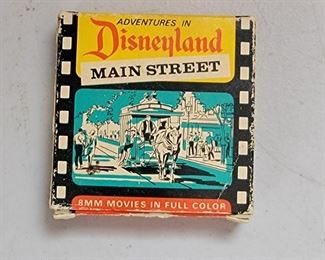 ADVENTURES IN
Disneyland
MAIN STREET
8MM MOVIES IN FULL COLOR